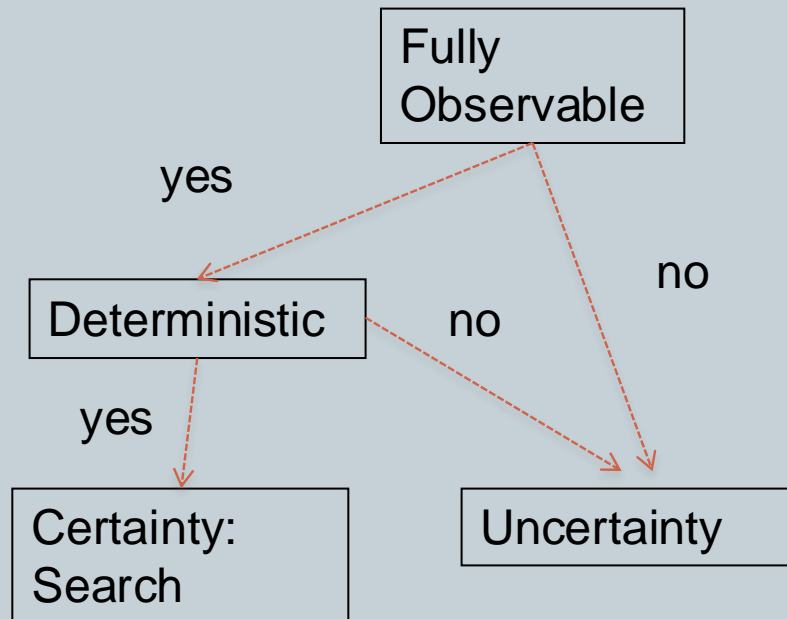 Fully
Observable
yes
no
Deterministic
no
yes
Certainty:
Search
Uncertainty